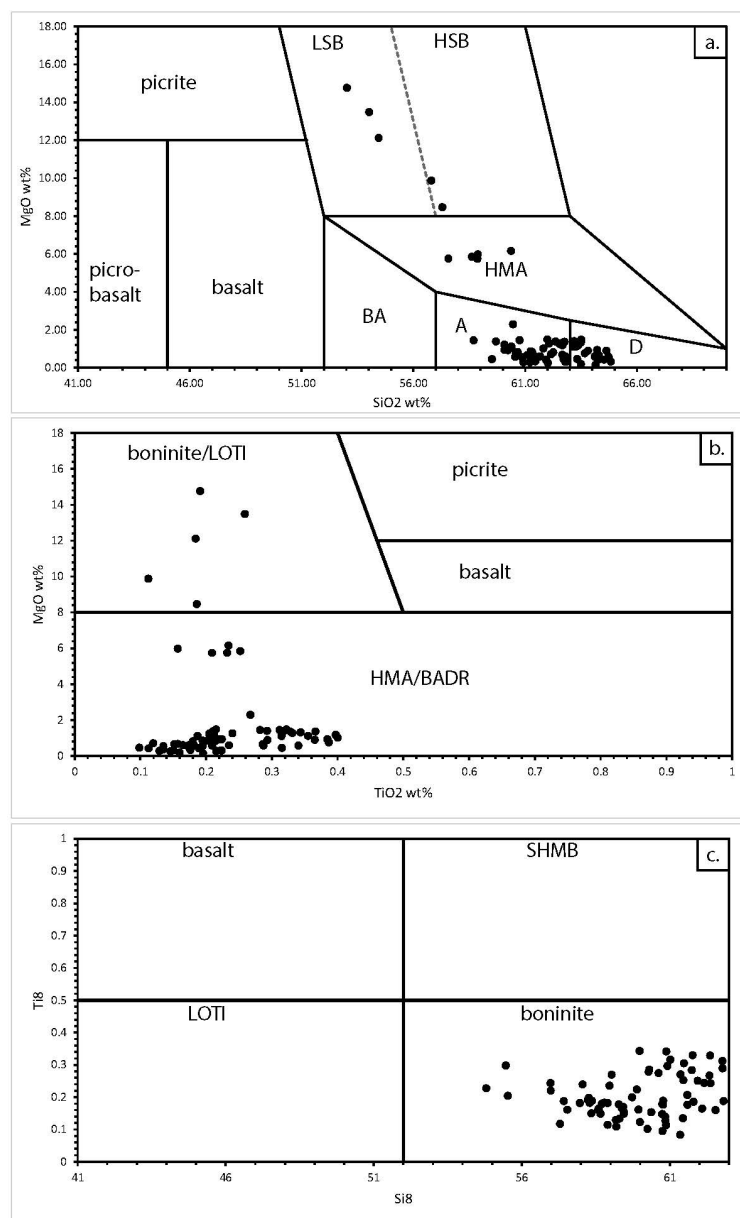 a.
LSB
HSB
picrite
picro-
basalt
basalt
BA
A
HMA
D
MgO wt%
18.00
16.00
14.00
12.00
10.00
8.00
6.00
4.00
2.00
0.00
41.00 46.00 51.00 56.00 61.00 66.00
SiO2 wt%
b.
boninite/LOTI
picrite
basalt
HMA/BADR
MgO wt%
18
16
14
12
10
8
6
4
2
0
0 0.1 0.2 0.3 0.4 0.5 0.6 0.7 0.8 0.9 1
TiO2 wt%
c.
basalt
SHMB
LOTI
boninite
Ti8
1
0.9
0.8
0.7
0.6
0.5
0.4
0.3
0.2
0.1
0
41 46 51 56 61
Si8